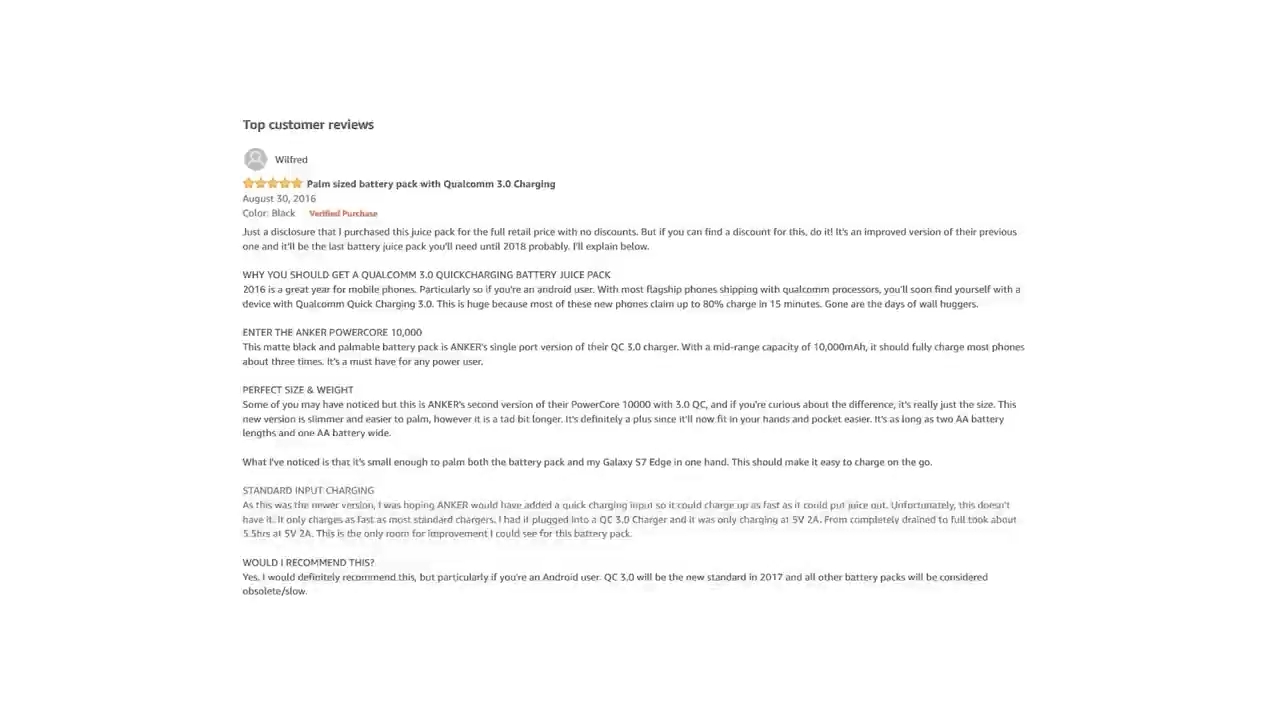 Top customer reviews
Wilfred
Palm sized battery pack with Qualcomm 3.0 Charging
August 30, 2016
Color: Black Verified Purchase
Just a disclosure that I purchased this juice pack for the full retail price with no discounts. But if you can find a discount for this, do it! It's an improved version of their previous
one and it'll be the last battery juice pack you'll need until 2018 probably. I'll explain below.
WHY YOU SHOULD GET A QUALCOMM 3.0 QUICKCHARGING BATTERY JUICE PACK
2016 is a great year for mobile phones. Particularly so if you're an android user. With most flagship phones shipping with qualcomm processors, you'll soon find yourself with a
device with Qualcomm Quick Charging 3.0. This is huge because most of these new phones claim up to 80% charge in 15 minutes. Gone are the days of wall huggers.
ENTER THE ANKER POWERCORE 10,000
This matte black and palmable battery pack is ANKER's single port version of their QC 3.0 charger. With a mid-range capacity of 10,000mAh, it should fully charge most phones
about three times. It's a must have for any power user.
PERFECT SIZE & WEIGHT
Some of you may have noticed but this is ANKER's second version of their PowerCore 10000 with 3.0 QC, and if you're curious about the difference, it's really just the size. This
new version is slimmer and easier to palm, however it is a tad bit longer. It's definitely a plus since it'll now fit in your hands and pocket easier. It's as long as two AA battery
lengths and one AA battery wide.
What I've noticed is that it's small enough to palm both the battery pack and my Galaxy S7 Edge in one hand. This should make it easy to charge on the go.
STANDARD INPUT CHARGING
As this was the newer version, I was hoping ANKER would have added a quick charging input so it could charge up as fast as it could put juice out. Unfortunately, this doesn't
have it. It only charges as fast as most standard chargers. I had it plugged into a QC 3.0 Charger and it was only charging at 5V 2A. From completely drained to full took about
5.5hrs at 5V 2A. This is the only room for improvement I could see for this battery pack.
WOULD I RECOMMEND THIS?
Yes. I would definitely recommend this, but particularly if you're an Android user. QC 3.0 will be the new standard in 2017 and all other battery packs will be considered
obsolete/slow.